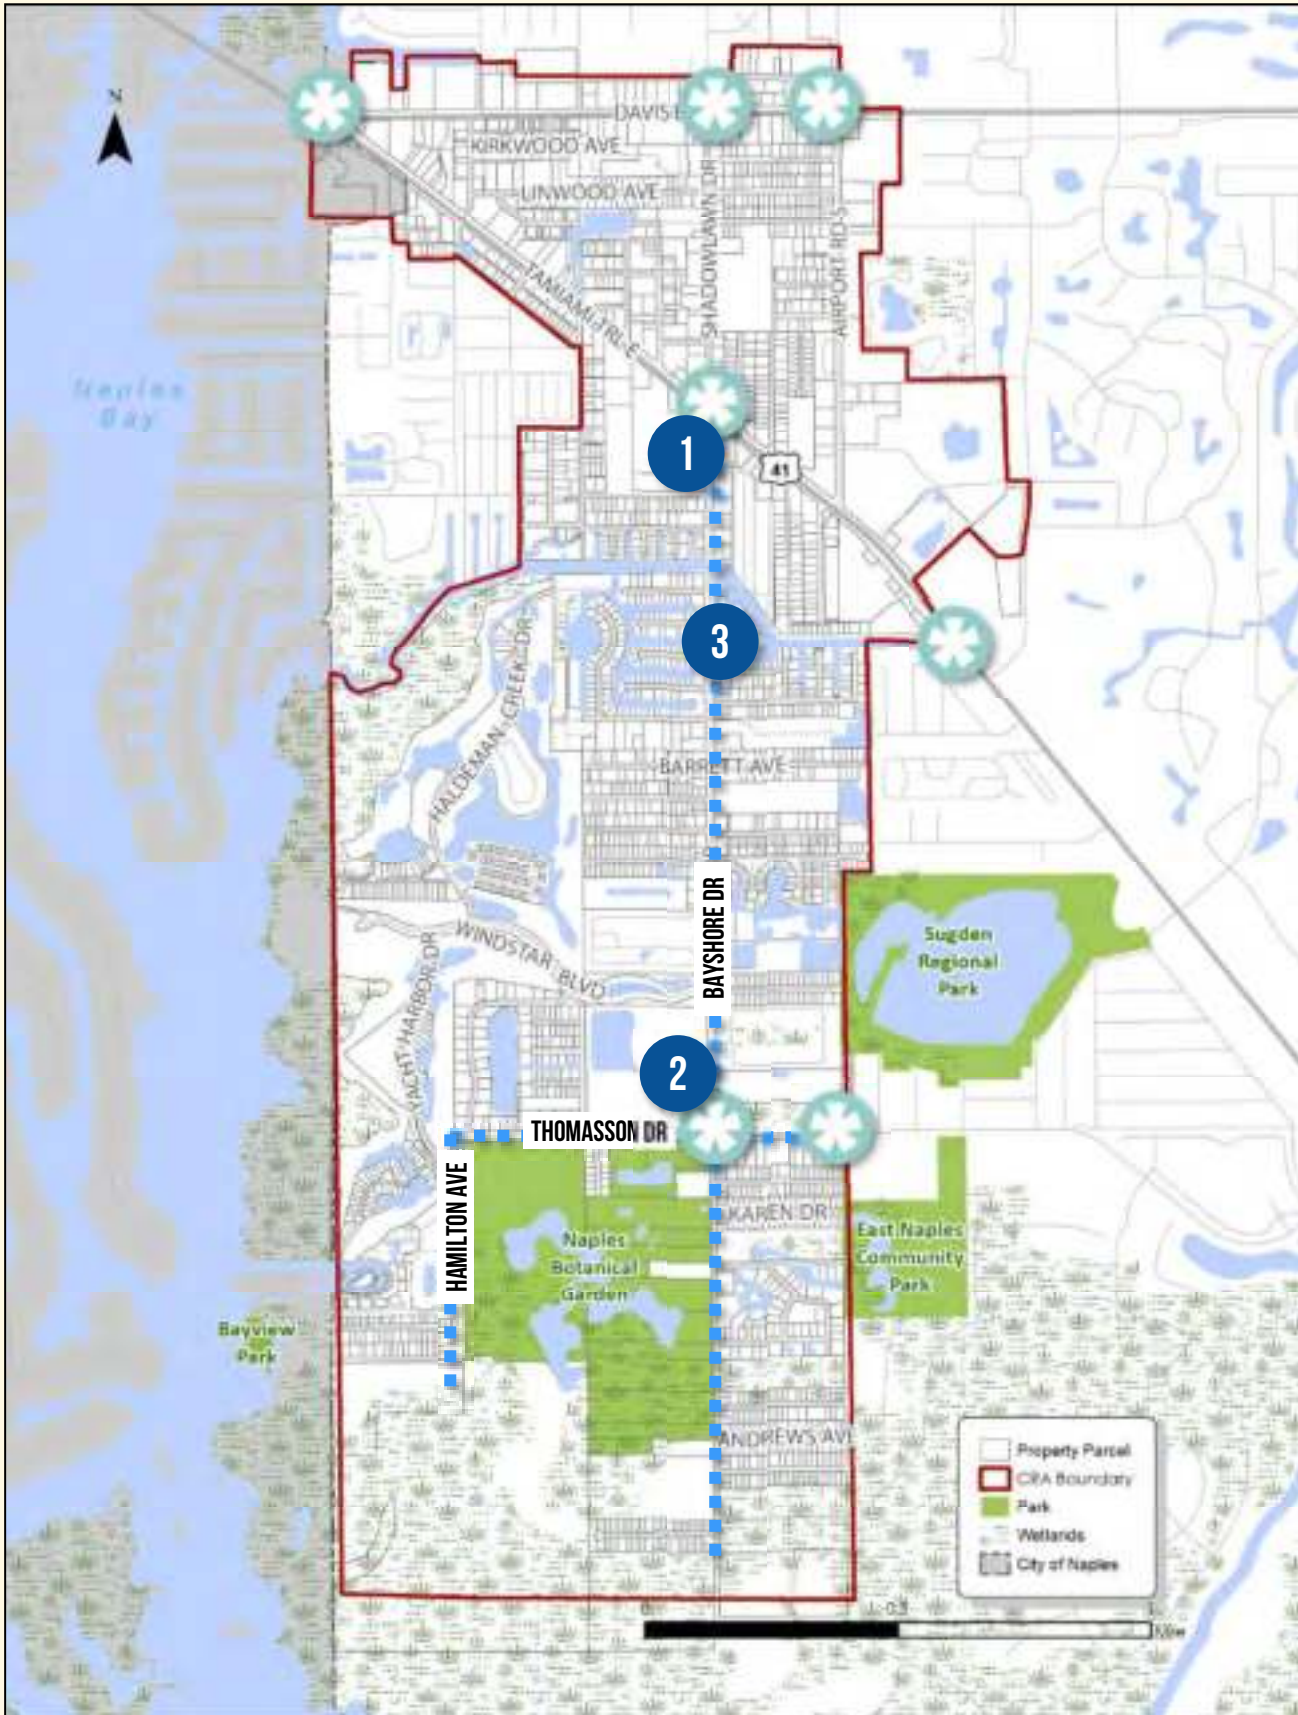 N
DAVIS
KIRKWOOD AVE
LINWOOD AVE
SHADOWLAWN DR
AIRPORT RD S
TAMIAMI TRL E
Naples
Bay
1
41
3
HALDEMAN CREEK DR
BARRETT AVE
BAYSHORE DR
WINDSTAR BLVD
YACHT HARBOR DR
Sugden
Regional
Park
2
THOMASSON DR
HAMILTON AVE
KAREN DR
Naples
Botanical
Garden
East Naples
Community
Park
Bayview
Park
ANDREWS AVE
Property Parcel
CRA Boundary
Park
Wetlands
City of Naples